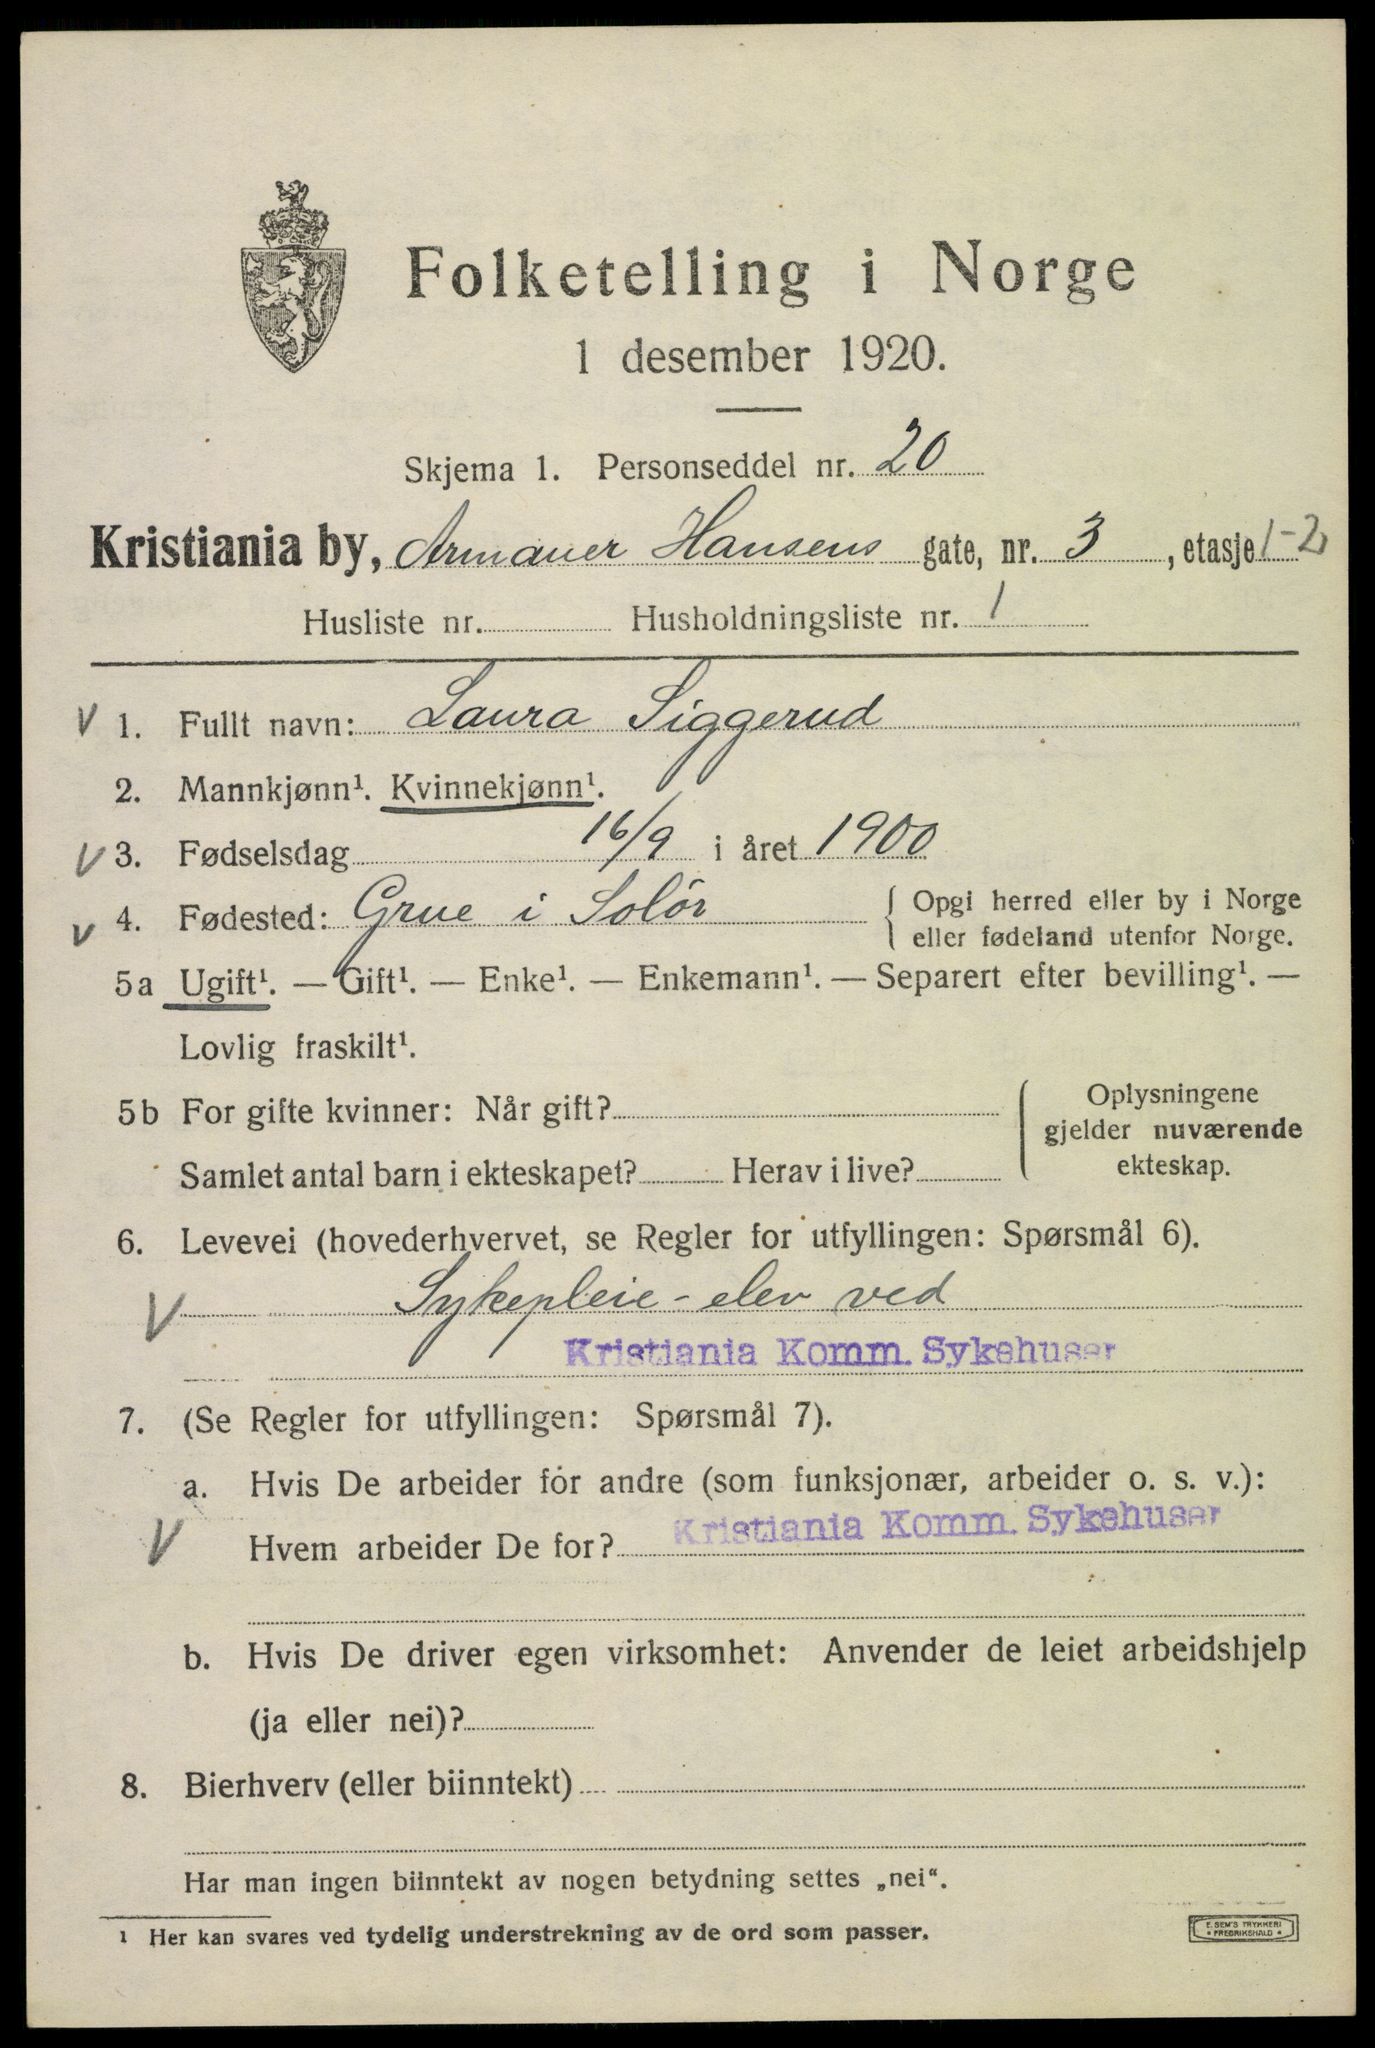 Folketelling i Norge
1 desember 1920.
Skjema 1. Personseddel nr. 20
Kristiania by, Armauer Hansens gate, nr. 3, etasje 1-2
Husliste nr. Husholdningsliste nr. 1
V 1. Fullt navn: Laura Siggerud
2. Mannkjønn¹. Kvinnekjønn¹.
V 3. Fødselsdag 16/9 i året 1900
V 4. Fødested: Grue i Solör { Opgi herred eller by i Norge
eller fødeland utenfor Norge.
5a Ugift¹. — Gift¹. — Enke¹. — Enkemann¹. — Separert efter bevilling¹. —
Lovlig fraskilt¹.
5b For gifte kvinner: Når gift? { Oplysningene
gjelder nuværende
Samlet antal barn i ekteskapet? Herav i live? ekteskap.
6. Levevei (hovederhvervet, se Regler for utfyllingen: Spørsmål 6).
V Sykepleie-elev ved
Kristiania Komm. Sykehuser
7. (Se Regler for utfyllingen: Spørsmål 7).
a. Hvis De arbeider for andre (som funksjonær, arbeider o. s. v.):
V Hvem arbeider De for? Kristiania Komm. Sykehuser
b. Hvis De driver egen virksomhet: Anvender de leiet arbeidshjelp
(ja eller nei)?
8. Bierhverv (eller biinntekt)
Har man ingen biinntekt av nogen betydning settes „nei“.
¹ Her kan svares ved tydelig understrekning av de ord som passer.
E. SEM'S TRYKKERI
• FREDRIKSHALD •